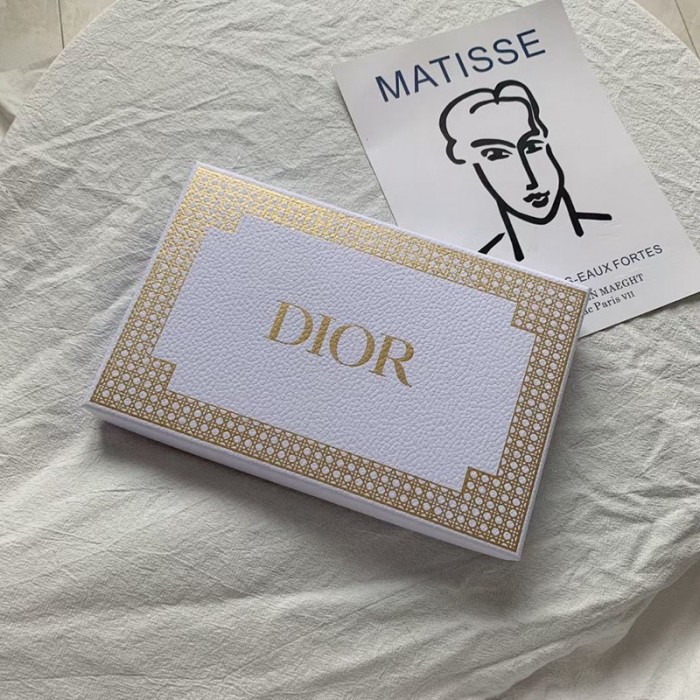 MATISSE
-EAUX FORTES
MAEGHT
Paris VII
DIOR